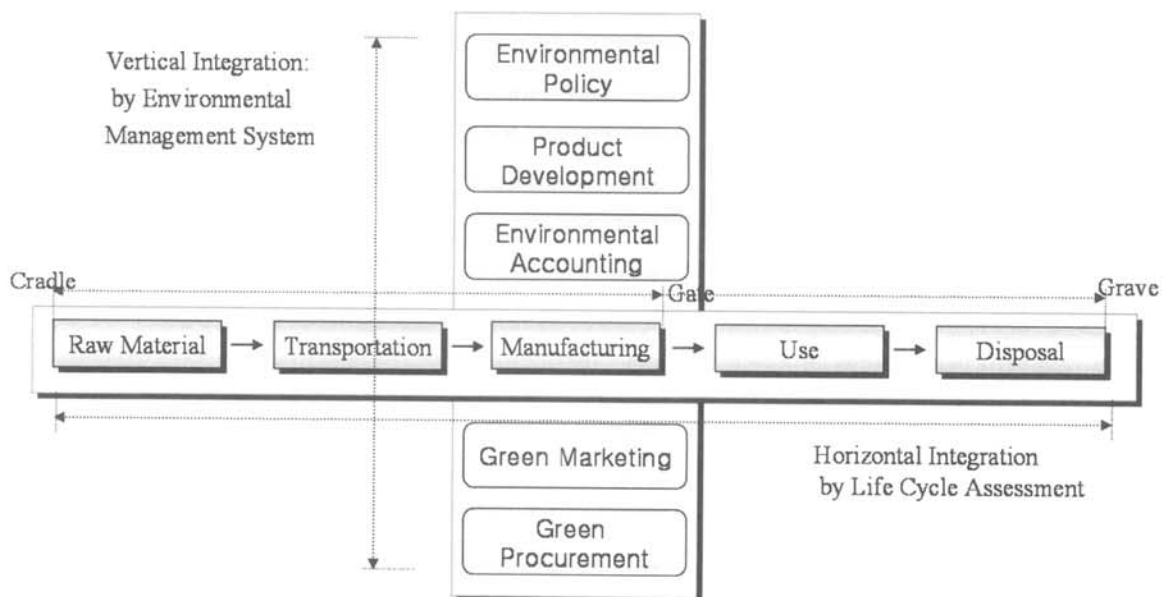 Vertical Integration:
by Environmental
Management System
Environmental
Policy
Product
Development
Environmental
Accounting
Cradle
Gate
Grave
Raw Material
Transportation
Manufacturing
Use
Disposal
Green Marketing
Green
Procurement
Horizontal Integration
by Life Cycle Assessment